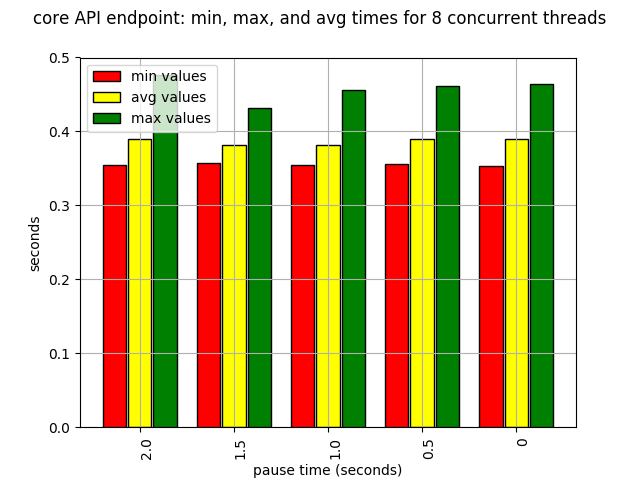 core API endpoint: min, max, and avg times for 8 concurrent threads
0.5
0.4
0.3
0.2
0.1
0.0
seconds
min values
avg values
max values
2.0
1.5
1.0
0.5
0
pause time (seconds)